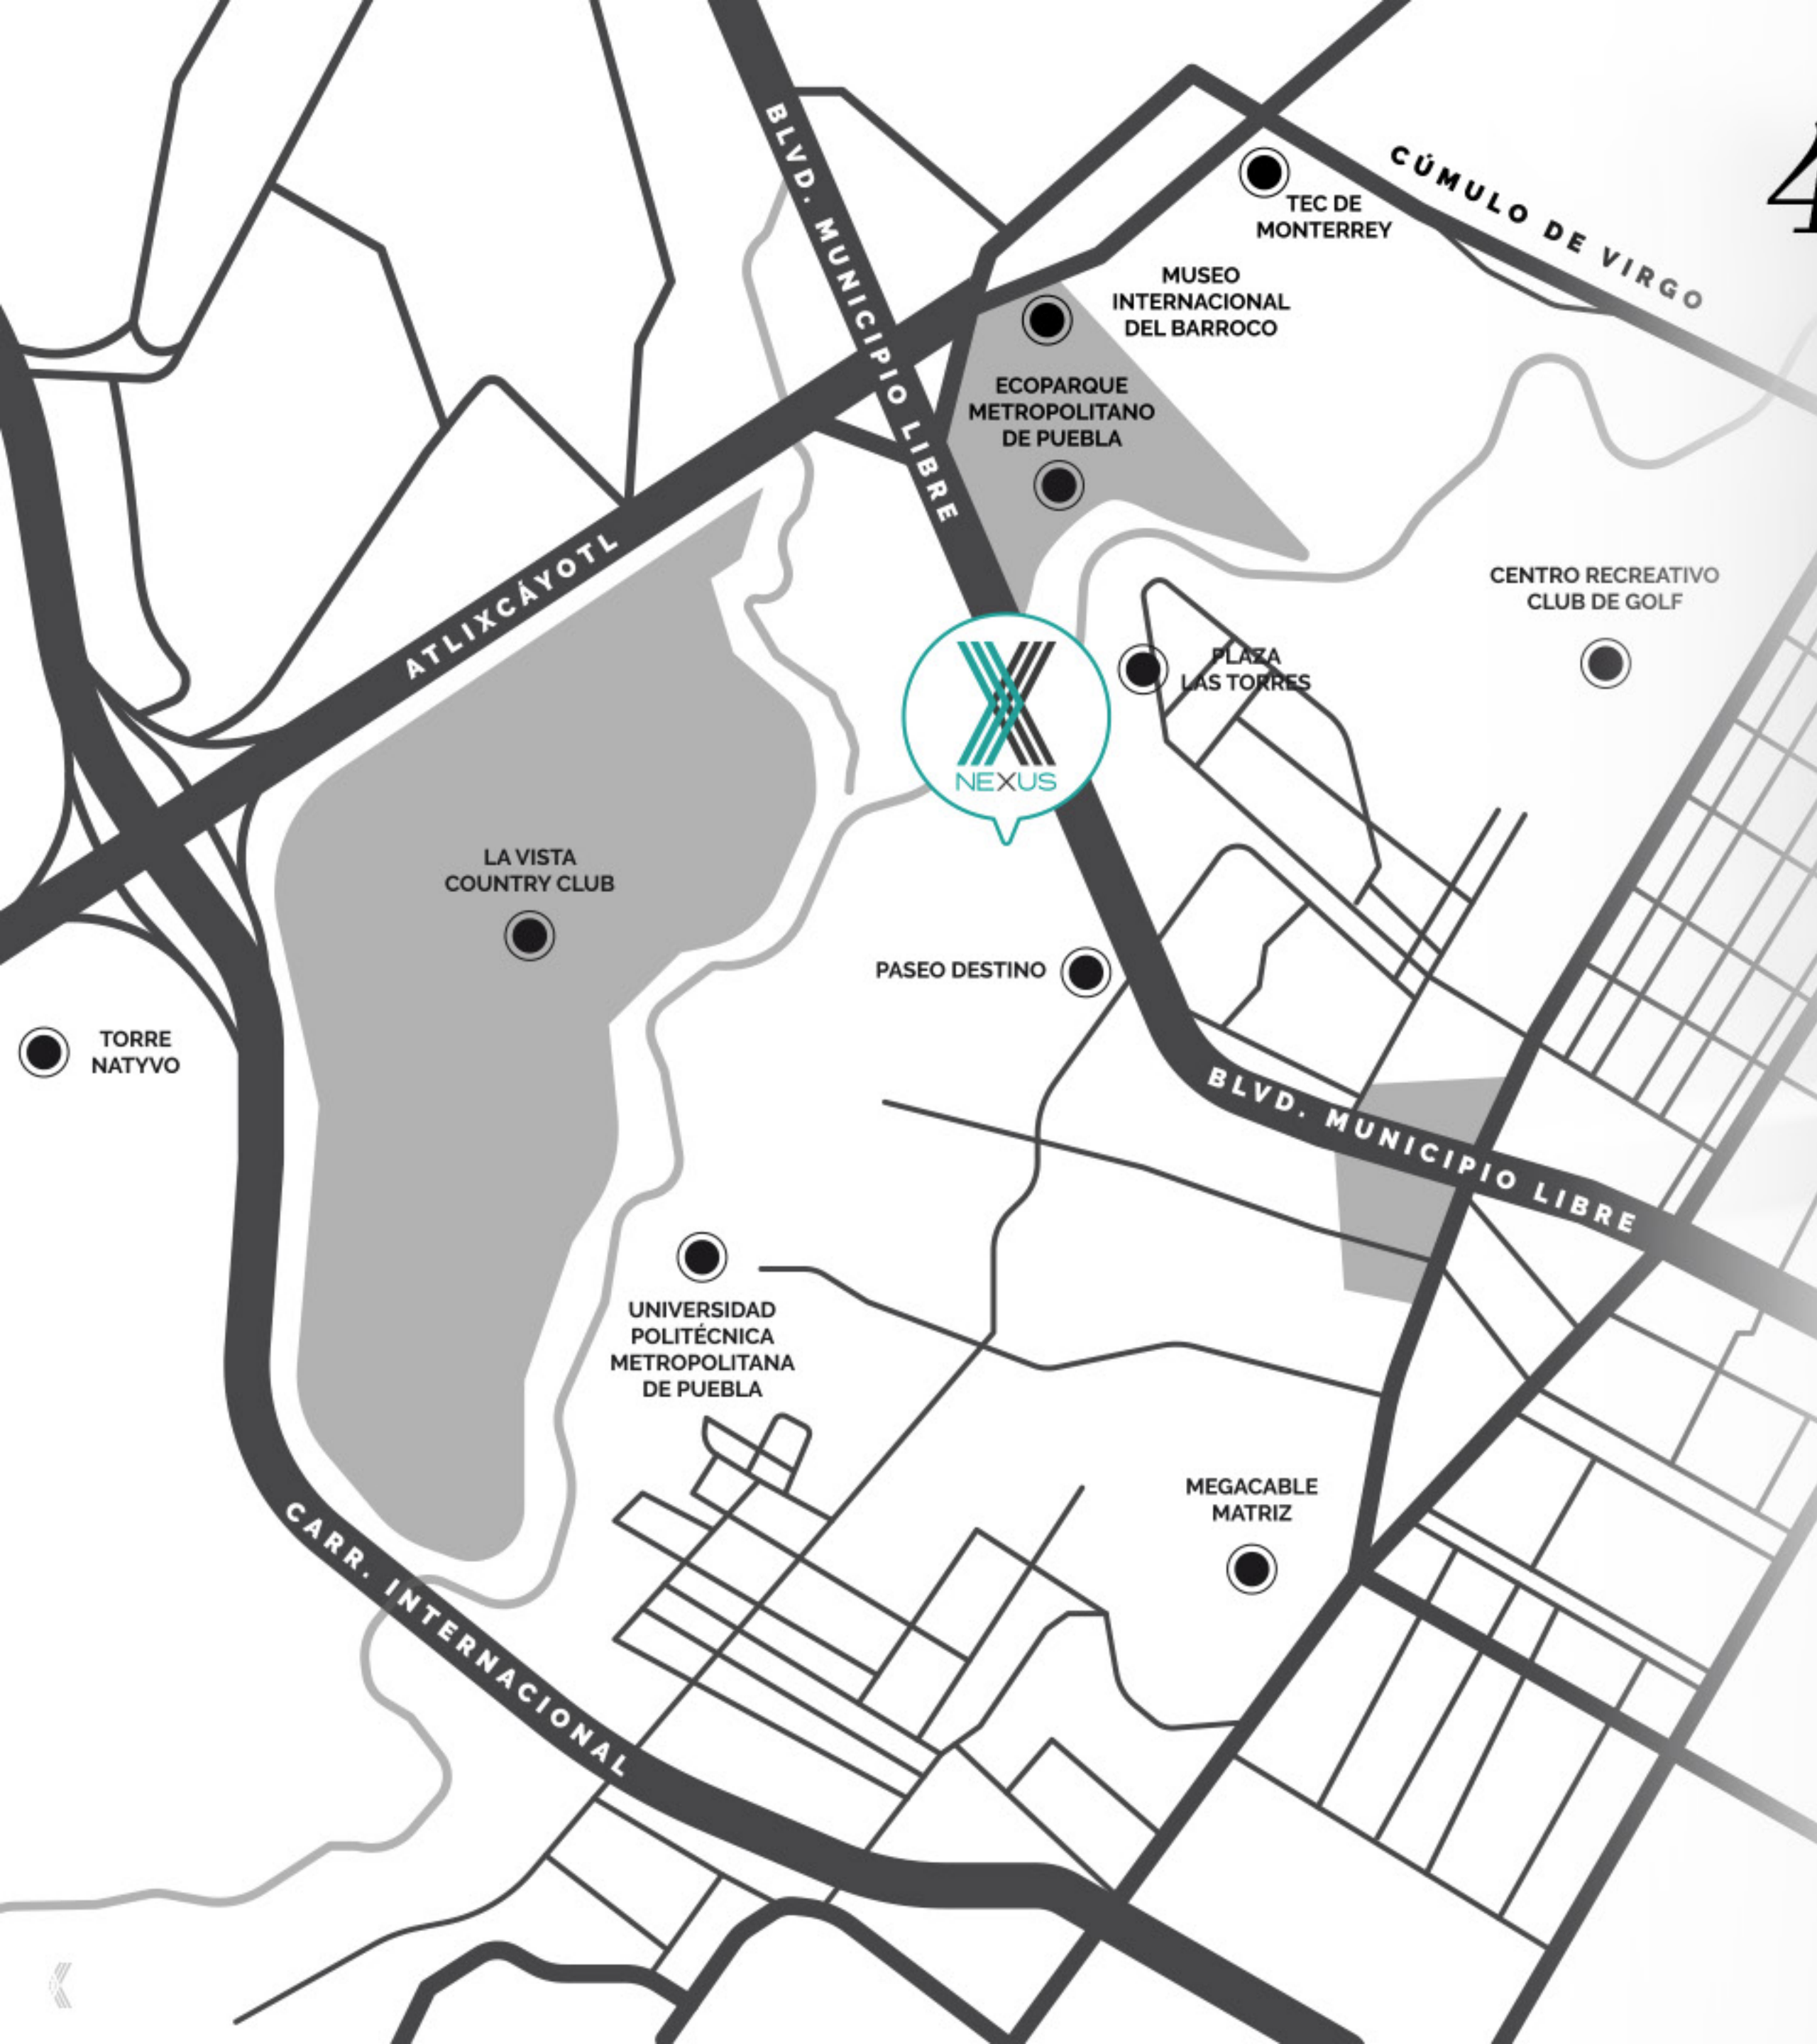 BLVD. MUNICIPIO LIBRE
CÚMULO DE VIRGO
4
TEC DE
MONTERREY
MUSEO
INTERNACIONAL
DEL BARROCO
ECOPARQUE
METROPOLITANO
DE PUEBLA
ATLIXCÁYOTL
CENTRO RECREATIVO
CLUB DE GOLF
PLAZA
LAS TORRES
NEXUS
LA VISTA
COUNTRY CLUB
PASEO DESTINO
TORRE
NATYVO
BLVD. MUNICIPIO LIBRE
UNIVERSIDAD
POLITÉCNICA
METROPOLITANA
DE PUEBLA
MEGACABLE
MATRIZ
CARR. INTERNACIONAL